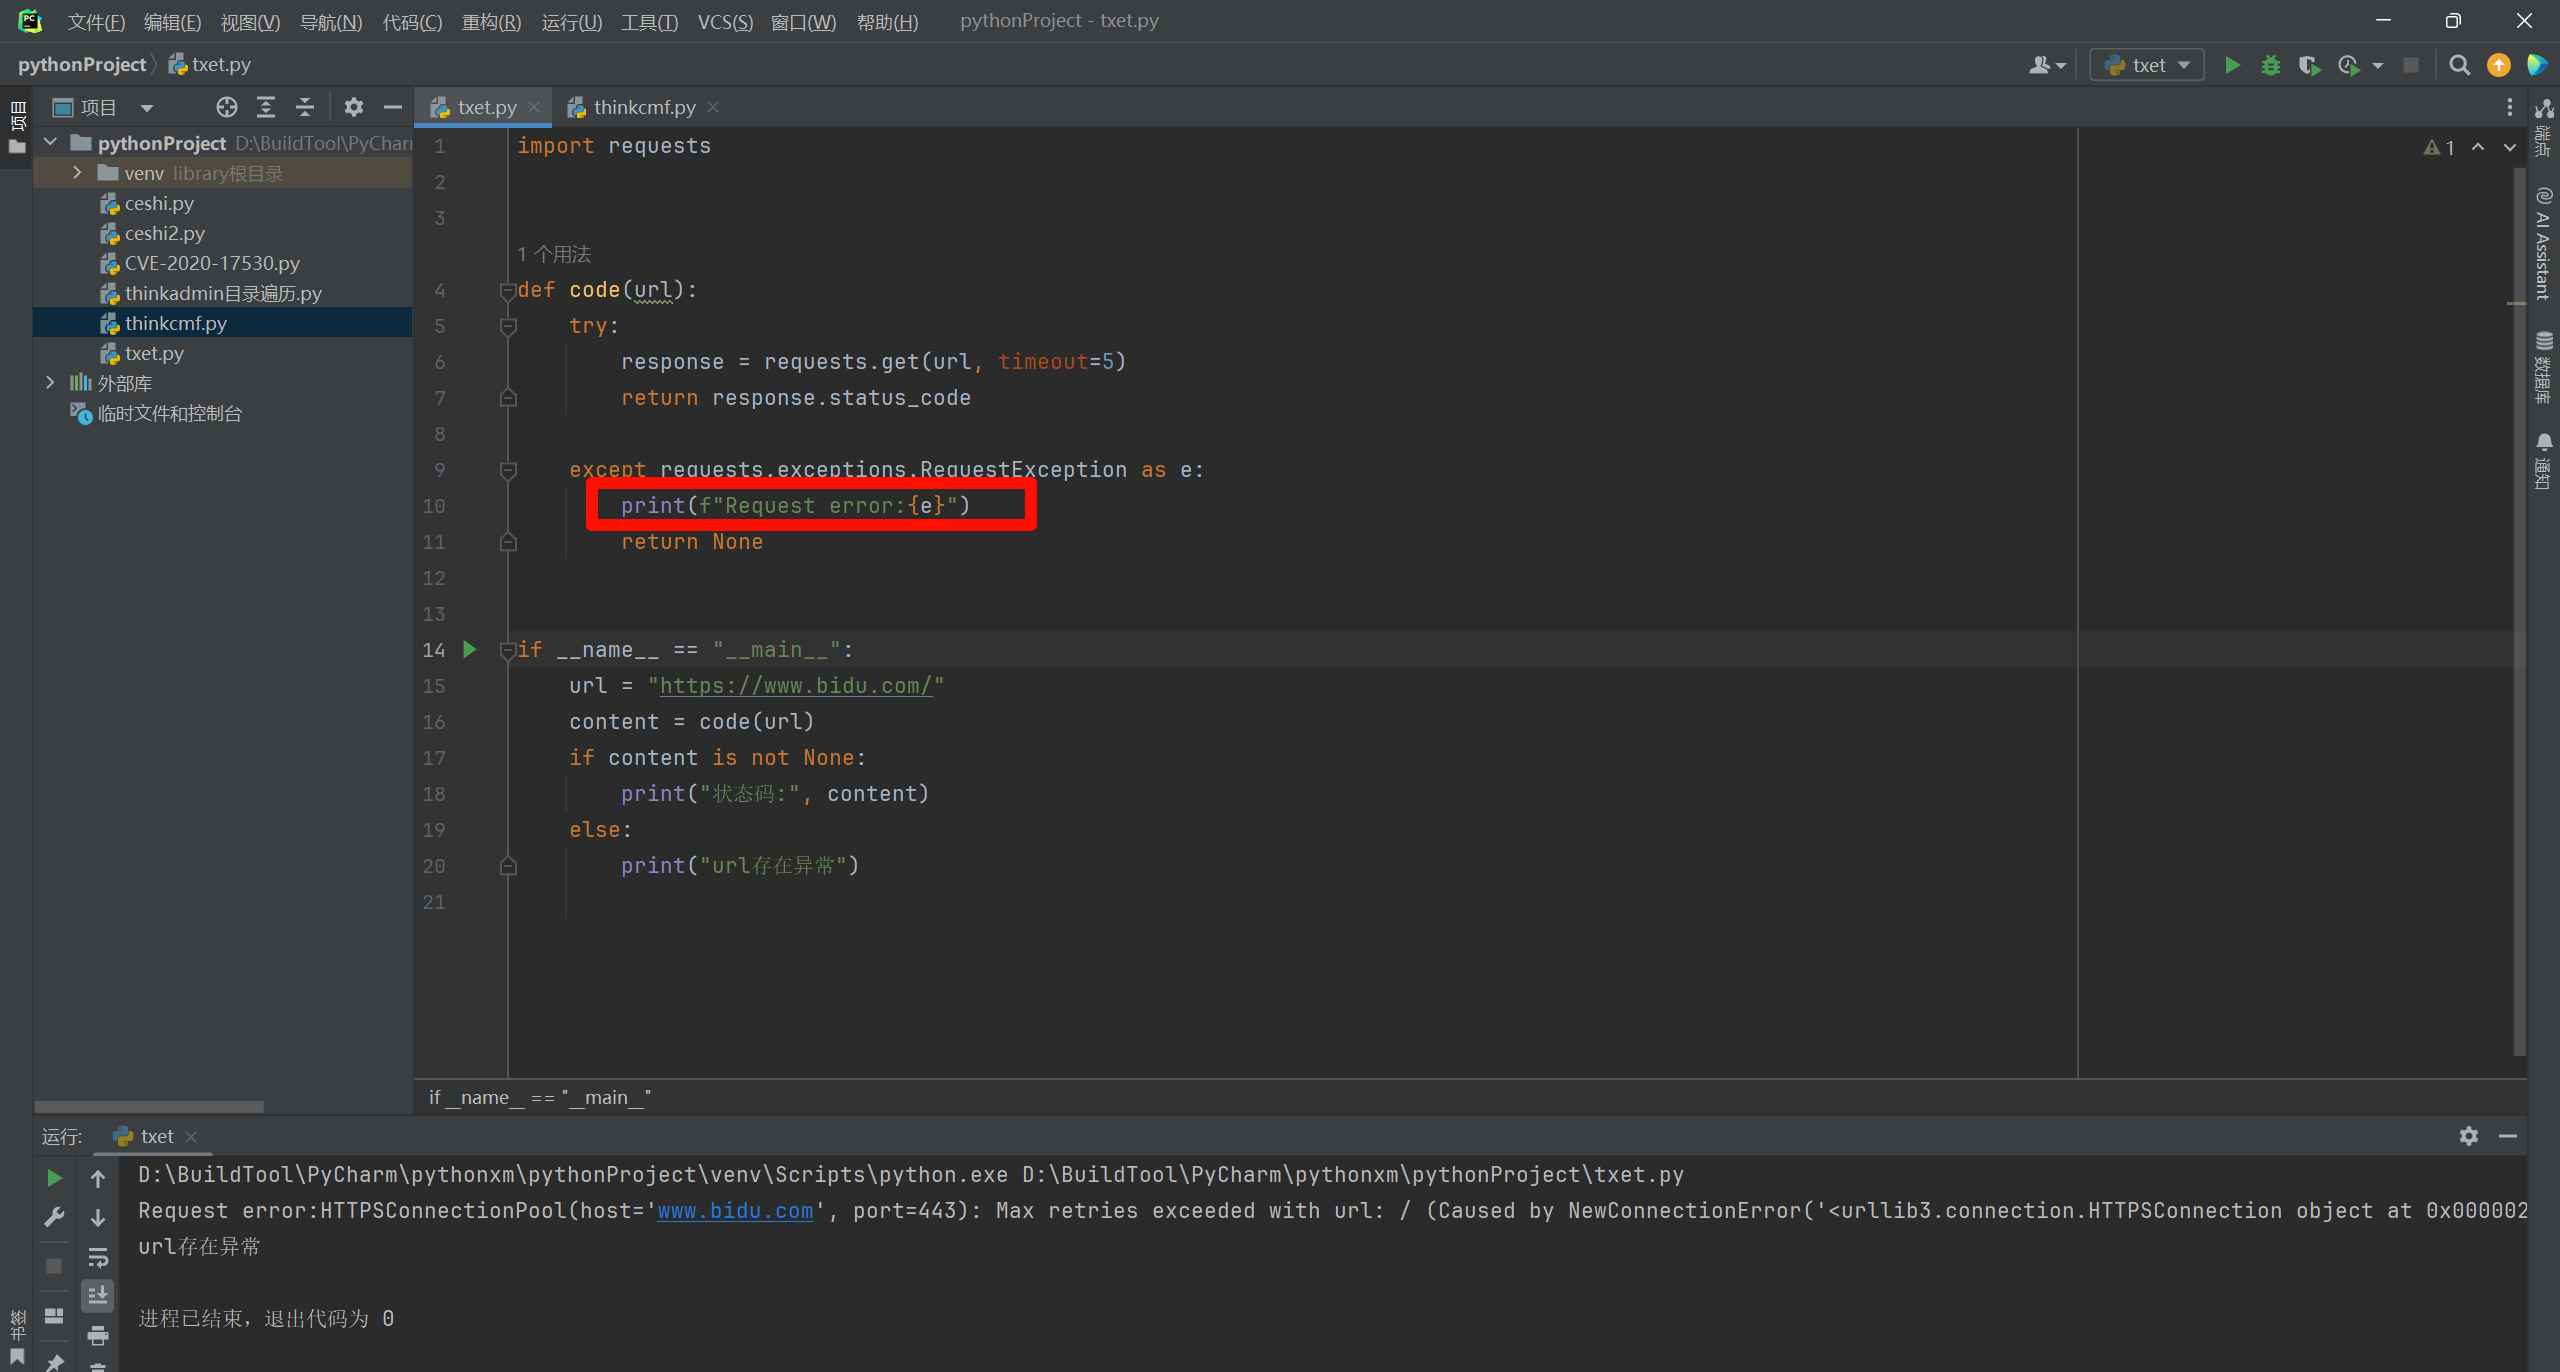 文件(F) 编辑(E) 视图(V) 导航(N) 代码(C) 重构(R) 运行(U) 工具(T) VCS(S) 窗口(W) 帮助(H) pythonProject - txet.py
pythonProject txet.py txet
项目
项目
txet.py thinkcmf.py
pythonProject D:\BuildTool\PyChar
venv library根目录
ceshi.py
ceshi2.py
CVE-2020-17530.py
thinkadmin目录遍历.py
thinkcmf.py
txet.py
外部库
临时文件和控制台
1 import requests
2
3
1 个用法
4 def code(url):
5 try:
6 response = requests.get(url, timeout=5)
7 return response.status_code
8
9 except requests.exceptions.RequestException as e:
10 print(f"Request error:{e}")
11 return None
12
13
14 if __name__ == "__main__":
15 url = "https://www.bidu.com/"
16 content = code(url)
17 if content is not None:
18 print("状态码:", content)
19 else:
20 print("url存在异常")
21
1
端点
AI Assistant
数据库
通知
if __name__ == "__main__"
运行: txet
D:\BuildTool\PyCharm\pythonxm\pythonProject\venv\Scripts\python.exe D:\BuildTool\PyCharm\pythonxm\pythonProject\txet.py
Request error:HTTPSConnectionPool(host='www.bidu.com', port=443): Max retries exceeded with url: / (Caused by NewConnectionError('<urllib3.connection.HTTPSConnection object at 0x000002
url存在异常
进程已结束，退出代码为 0
书签